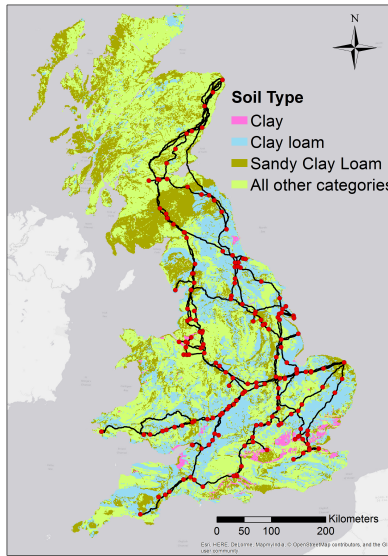 N
Soil Type
Clay
Clay loam
Sandy Clay Loam
All other categories
Kilometers
0 50 100 200
Esri, HERE, DeLorme, MapmyIndia, © OpenStreetMap contributors, and the GI
user community